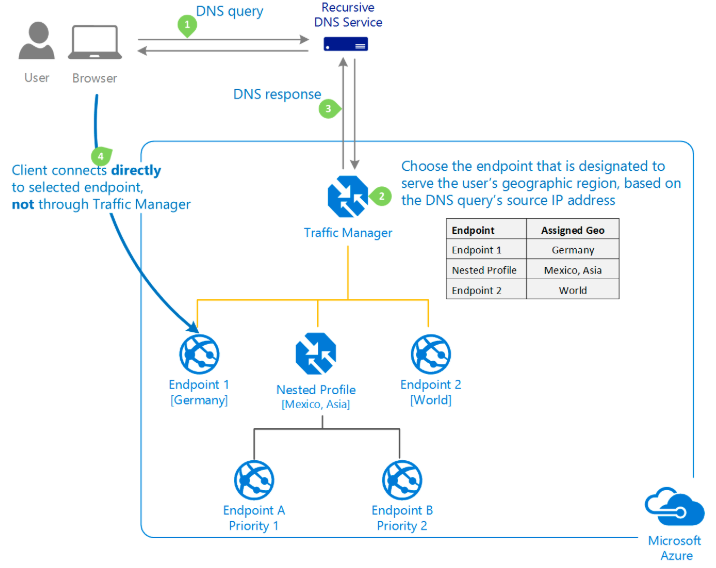 DNS query
Recursive
DNS Service
1
User
Browser
DNS response
3
4
Client connects directly
to selected endpoint,
not through Traffic Manager
2
Choose the endpoint that is designated to
serve the user's geographic region, based on
the DNS query's source IP address
Traffic Manager
Endpoint Assigned Geo
Endpoint 1 Germany
Nested Profile Mexico, Asia
Endpoint 2 World
Endpoint 1
[Germany]
Nested Profile
[Mexico, Asia]
Endpoint 2
[World]
Endpoint A
Priority 1
Endpoint B
Priority 2
Microsoft
Azure